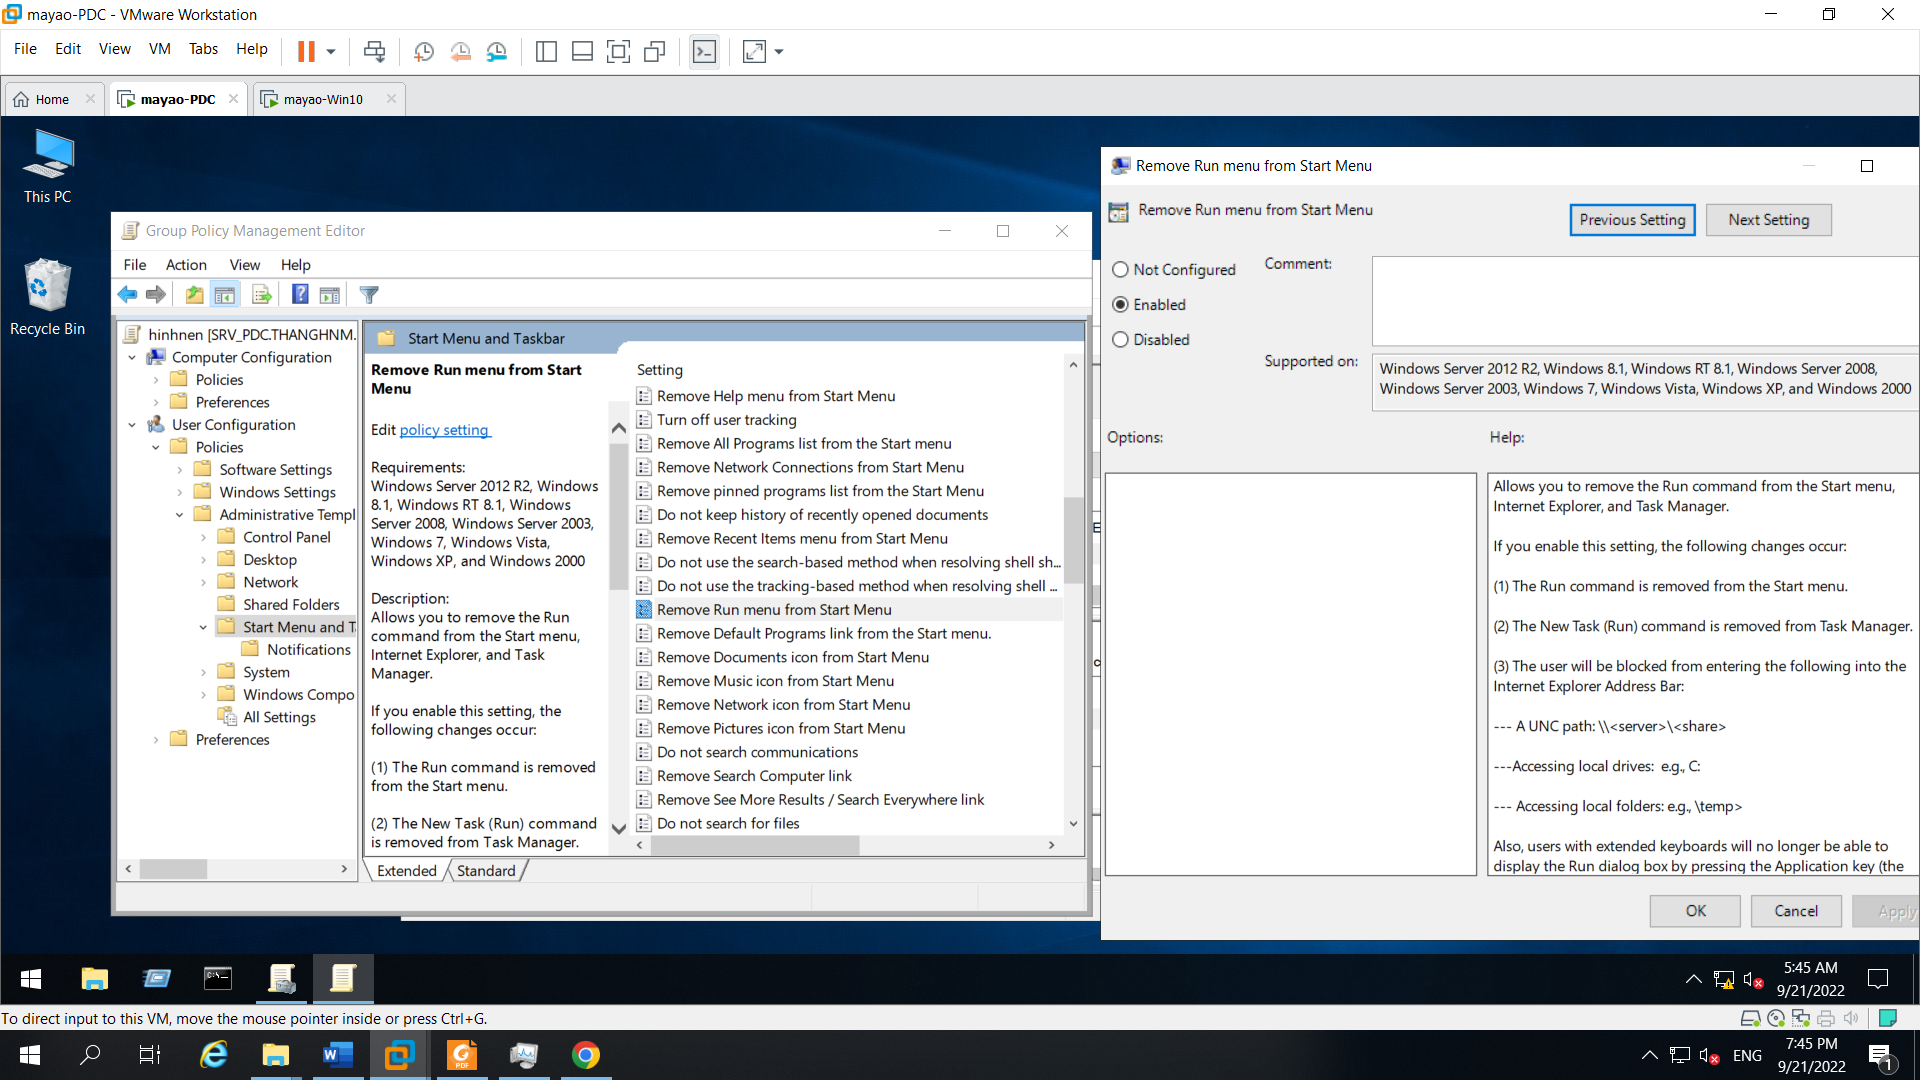 mayao-PDC - VMware Workstation
File Edit View VM Tabs Help
Home
mayao-PDC
mayao-Win10
This PC
Recycle Bin
Group Policy Management Editor
File Action View Help
hinhnen [SRV_PDC.THANGHNM.
Computer Configuration
Policies
Preferences
User Configuration
Policies
Software Settings
Windows Settings
Administrative Templ
Control Panel
Desktop
Network
Shared Folders
Start Menu and T
Notifications
System
Windows Compo
All Settings
Preferences
Start Menu and Taskbar
Remove Run menu from Start
Menu
Edit policy setting
Requirements:
Windows Server 2012 R2, Windows
8.1, Windows RT 8.1, Windows
Server 2008, Windows Server 2003,
Windows 7, Windows Vista,
Windows XP, and Windows 2000
Description:
Allows you to remove the Run
command from the Start menu,
Internet Explorer, and Task
Manager.
If you enable this setting, the
following changes occur:
(1) The Run command is removed
from the Start menu.
(2) The New Task (Run) command
is removed from Task Manager.
Setting
Remove Help menu from Start Menu
Turn off user tracking
Remove All Programs list from the Start menu
Remove Network Connections from Start Menu
Remove pinned programs list from the Start Menu
Do not keep history of recently opened documents
Remove Recent Items menu from Start Menu
Do not use the search-based method when resolving shell sh...
Do not use the tracking-based method when resolving shell ...
Remove Run menu from Start Menu
Remove Default Programs link from the Start menu.
Remove Documents icon from Start Menu
Remove Music icon from Start Menu
Remove Network icon from Start Menu
Remove Pictures icon from Start Menu
Do not search communications
Remove Search Computer link
Remove See More Results / Search Everywhere link
Do not search for files
Extended
Standard
Remove Run menu from Start Menu
Remove Run menu from Start Menu
Previous Setting
Next Setting
Not Configured
Enabled
Disabled
Comment:
Supported on:
Windows Server 2012 R2, Windows 8.1, Windows RT 8.1, Windows Server 2008,
Windows Server 2003, Windows 7, Windows Vista, Windows XP, and Windows 2000
Options:
Help:
Allows you to remove the Run command from the Start menu,
Internet Explorer, and Task Manager.
If you enable this setting, the following changes occur:
(1) The Run command is removed from the Start menu.
(2) The New Task (Run) command is removed from Task Manager.
(3) The user will be blocked from entering the following into the
Internet Explorer Address Bar:
--- A UNC path: \\<server>\<share>
---Accessing local drives:  e.g., C:
--- Accessing local folders: e.g., \temp>
Also, users with extended keyboards will no longer be able to
display the Run dialog box by pressing the Application key (the
OK
Cancel
Apply
5:45 AM
9/21/2022
To direct input to this VM, move the mouse pointer inside or press Ctrl+G.
PDF
ENG
7:45 PM
9/21/2022
1